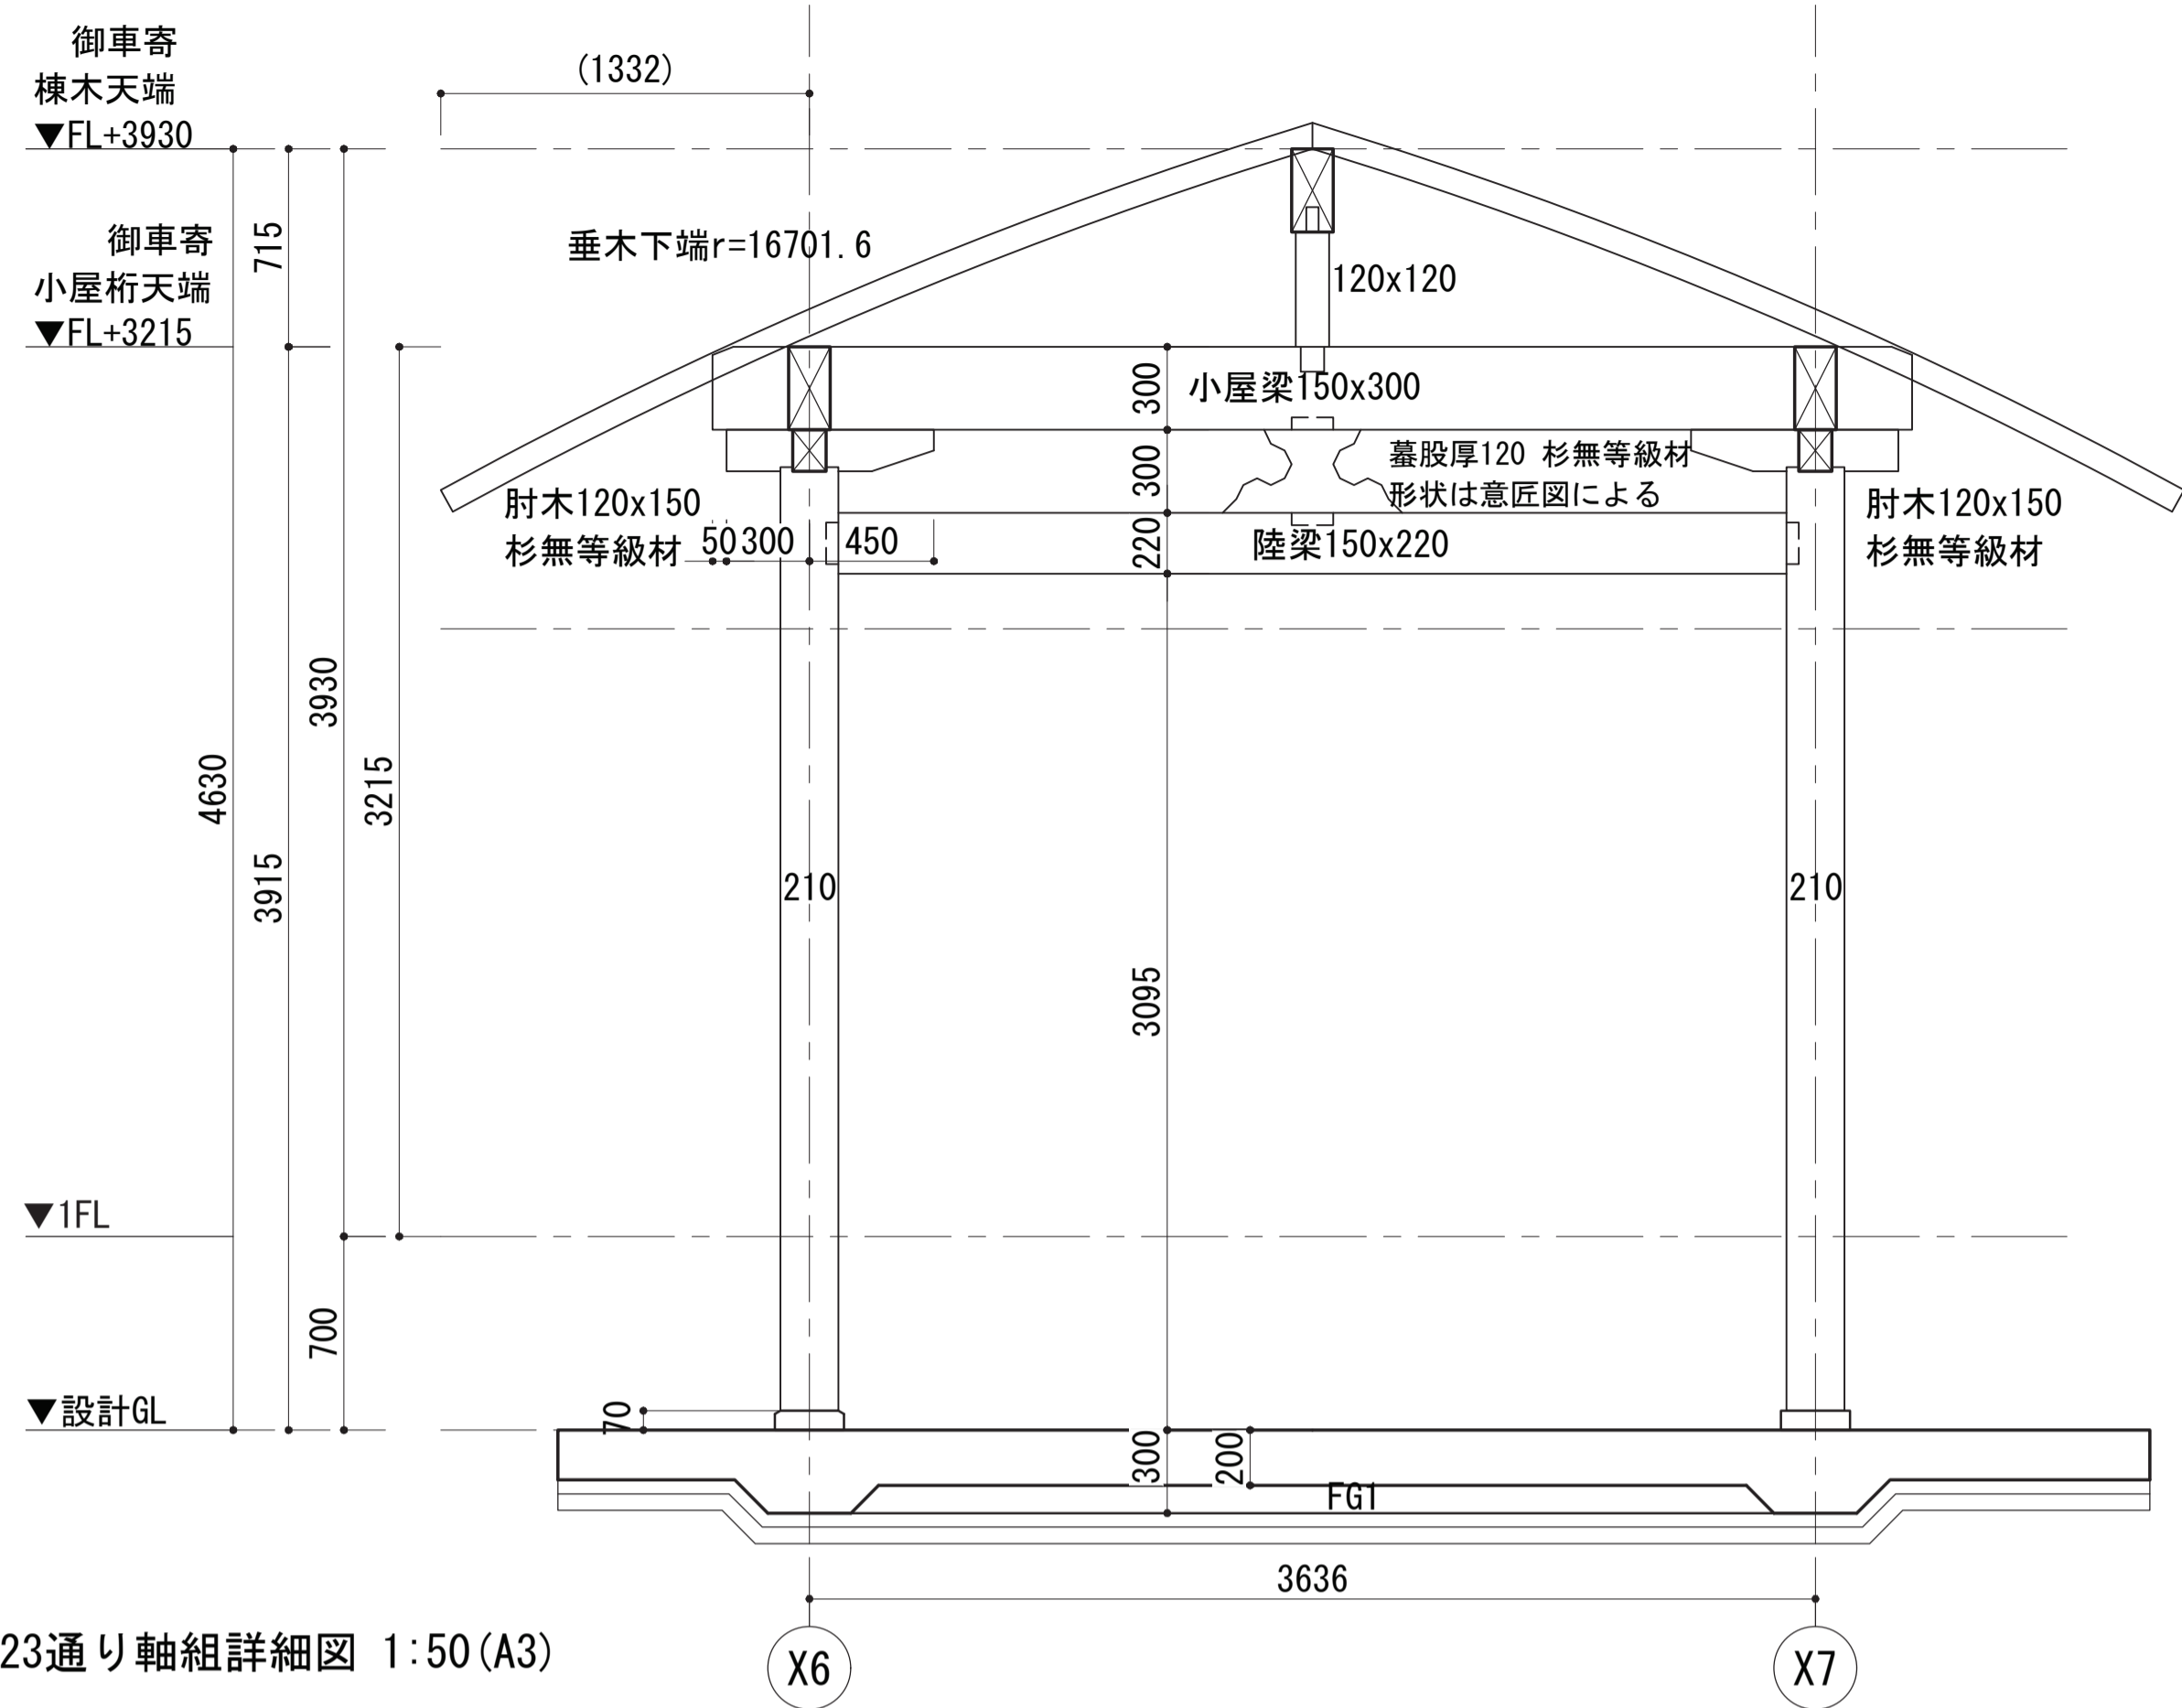 御車寄
棟木天端
▼FL+3930
(1332)
715
御車寄
小屋桁天端
▼FL+3215
垂木下端r=16701.6
120x120
300
小屋梁150x300
300
墓股厚120 杉無等級材
形状は意匠図による
肘木120x150
杉無等級材
50
300
450
220
陸梁150x220
肘木120x150
杉無等級材
4630
3915
3930
3215
210
210
3095
▼1FL
700
▼設計GL
70
300
200
FG1
3636
23通り軸組詳細図 1:50(A3)
X6
X7